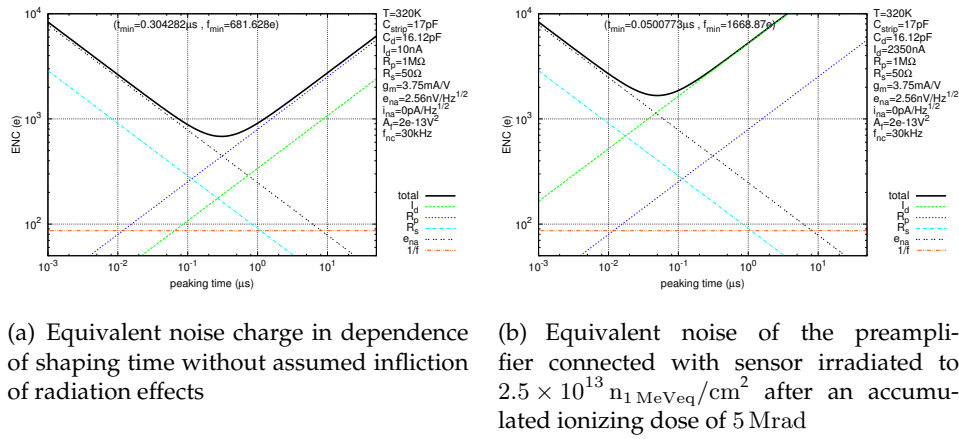 (t_min=0.304282µs , f_min=681.628e)
T=320K
C_strip=17pF
C_d=16.12pF
I_d=10nA
R_p=1MΩ
R_s=50Ω
g_m=3.75mA/V
e_na=2.56nV/Hz^1/2
i_na=0pA/Hz^1/2
A_f=2e-13V^2
f_nc=30kHz
ENC (e)
10^4
10^3
10^2
total
I_d
R_p
R_s
e_na
1/f
10^-3
10^-2
10^-1
10^0
10^1
peaking time (µs)
(a) Equivalent noise charge in dependence
of shaping time without assumed infliction
of radiation effects
(t_min=0.0500773µs , f_min=1668.87e)
T=320K
C_strip=17pF
C_d=16.12pF
I_d=2350nA
R_p=1MΩ
R_s=50Ω
g_m=3.75mA/V
e_na=2.56nV/Hz^1/2
i_na=0pA/Hz^1/2
A_f=2e-13V^2
f_nc=30kHz
ENC (e)
10^4
10^3
10^2
total
I_d
R_p
R_s
e_na
1/f
10^-3
10^-2
10^-1
10^0
10^1
peaking time (µs)
(b) Equivalent noise of the preampli-
fier connected with sensor irradiated to
2.5 × 10^13 n_1 MeVeq/cm^2 after an accumu-
lated ionizing dose of 5 Mrad